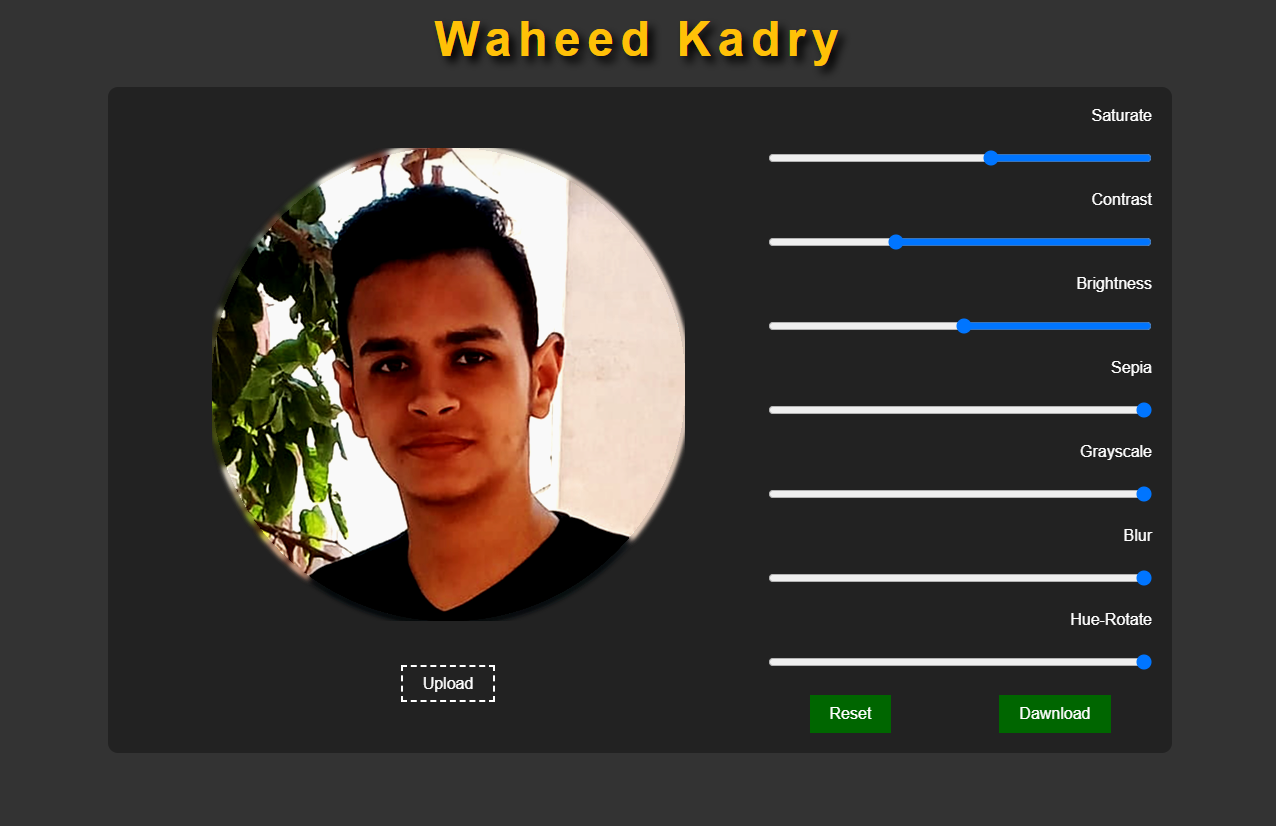 Waheed Kadry
Saturate
Contrast
Brightness
Sepia
Grayscale
Blur
Hue-Rotate
Upload
Reset
Dawnload